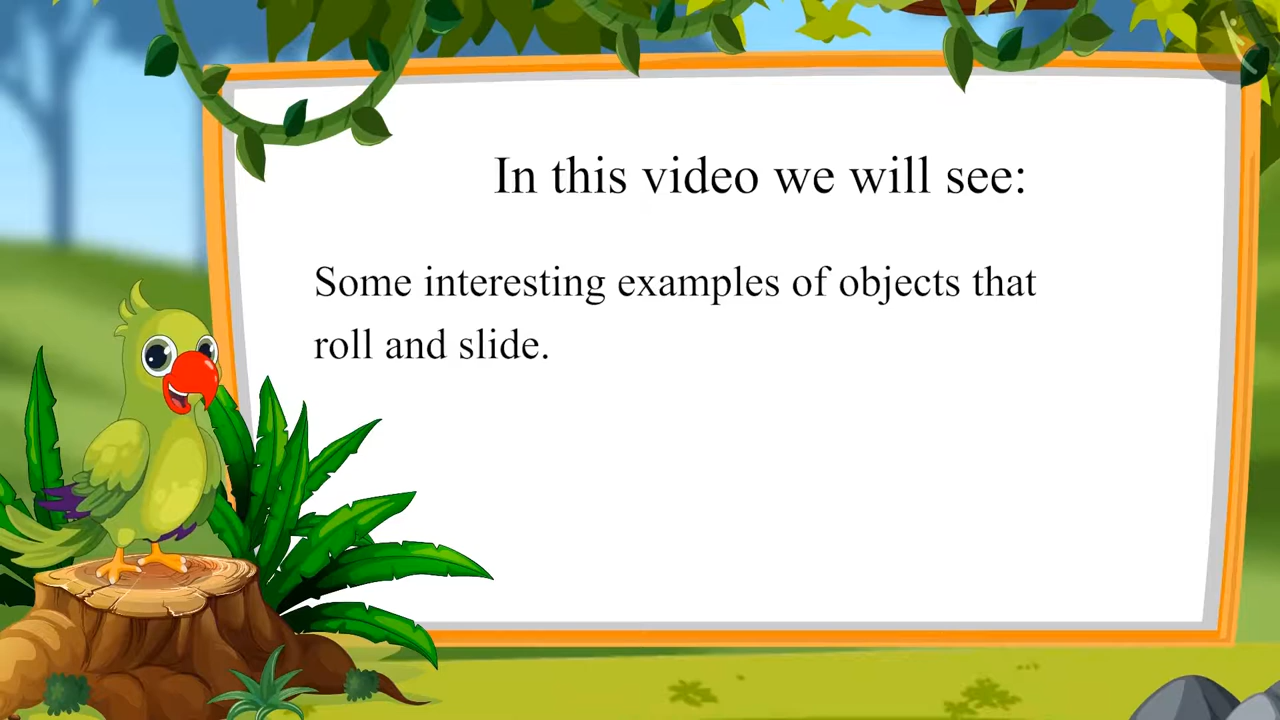 In this video we will see:
Some interesting examples of objects that
roll and slide.